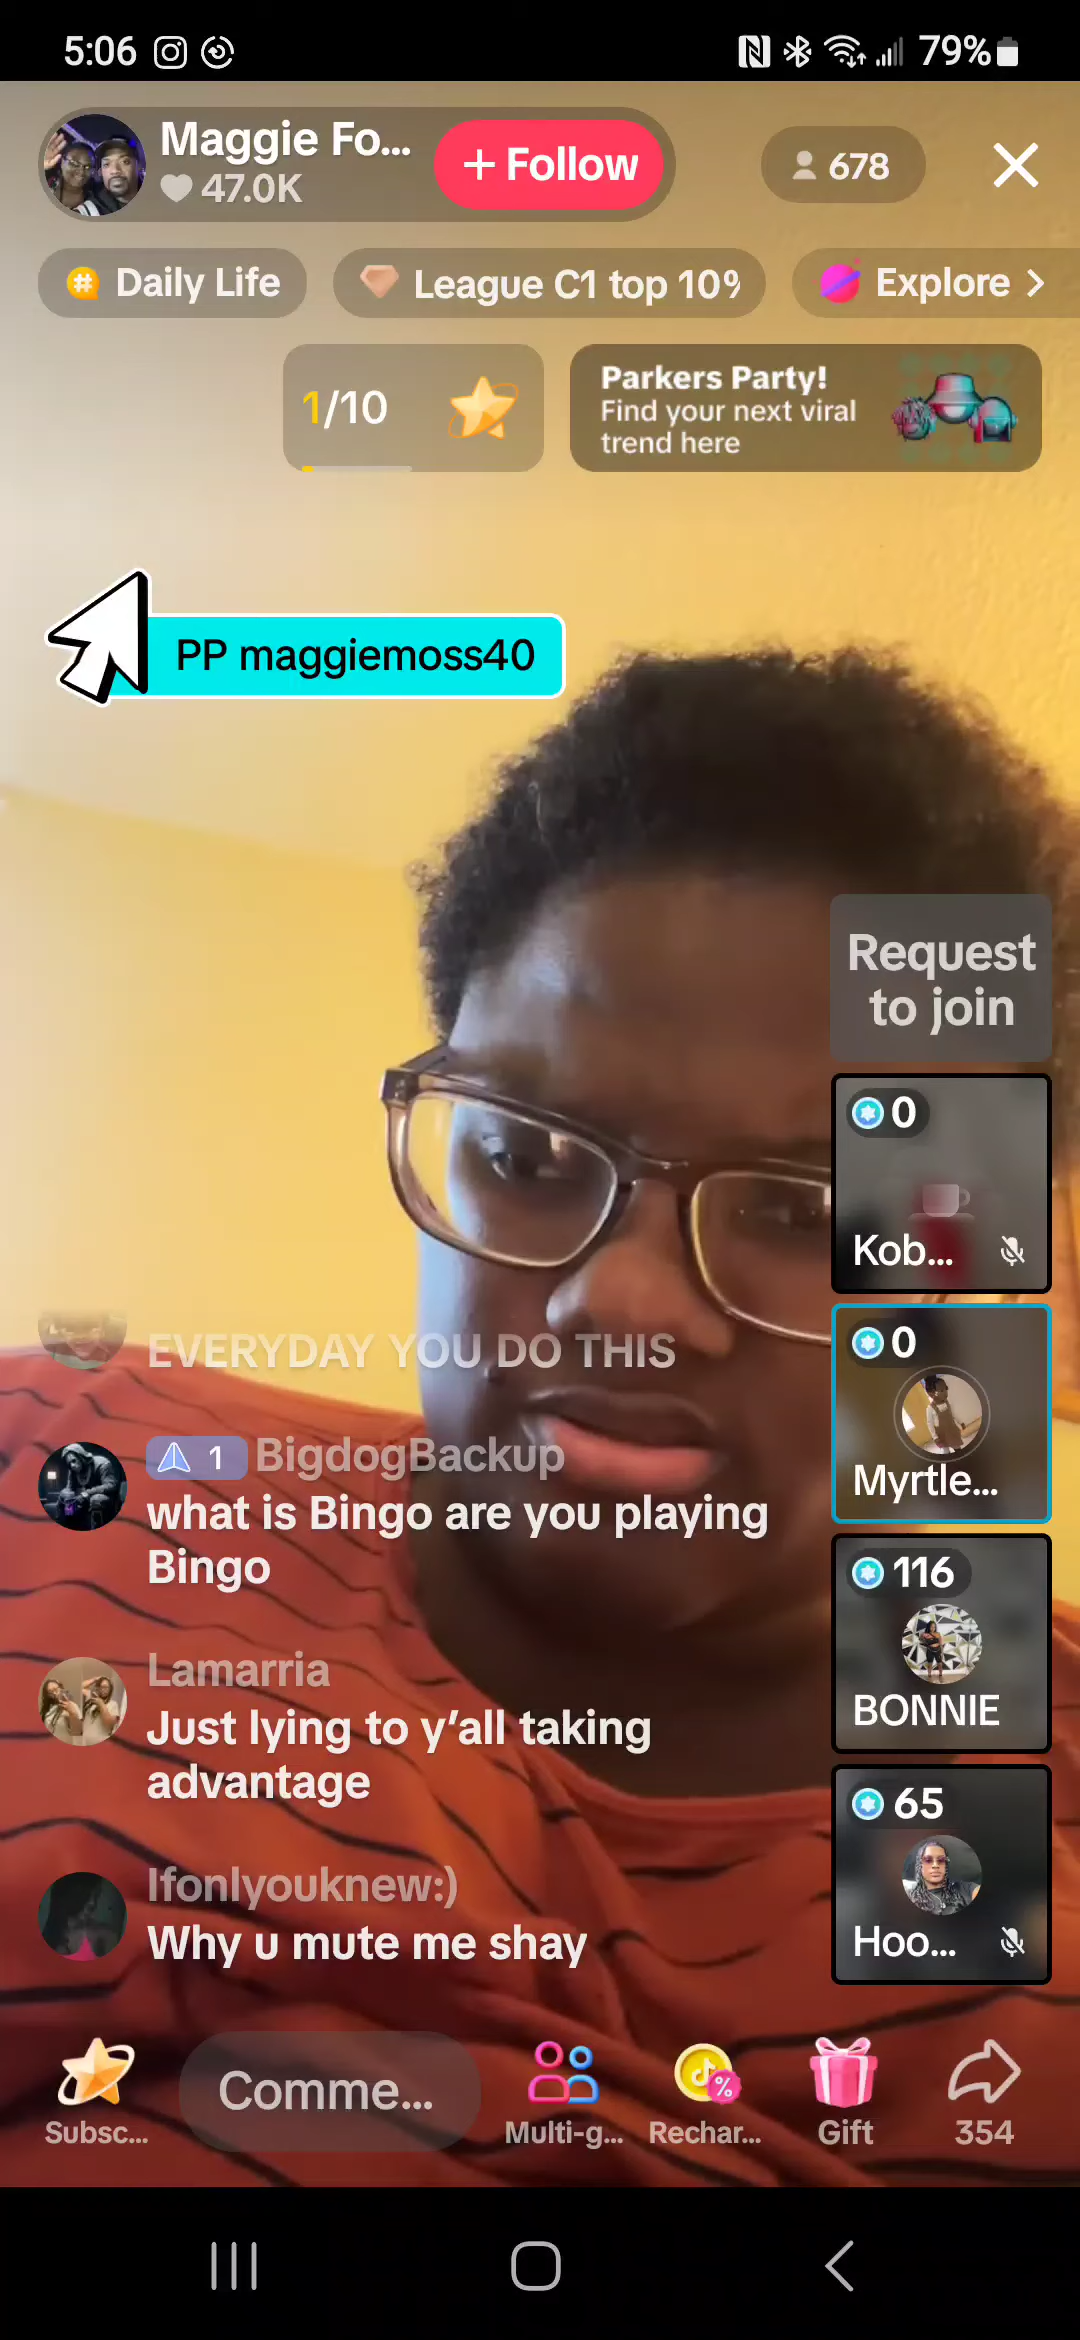 5:06
79%
Maggie Fo...
47.0K
+ Follow
678
Daily Life
League C1 top 10%
Explore >
1/10
Parkers Party!
Find your next viral
trend here
PP maggiemoss40
Request
to join
0
Kob...
EVERYDAY YOU DO THIS
0
Myrtle...
1 BigdogBackup
what is Bingo are you playing
Bingo
116
BONNIE
Lamarria
Just lying to y’all taking
advantage
65
Hoo...
Ifonlyouknew:)
Why u mute me shay
Subsc...
Comme...
Multi-g...
Rechar...
Gift
354